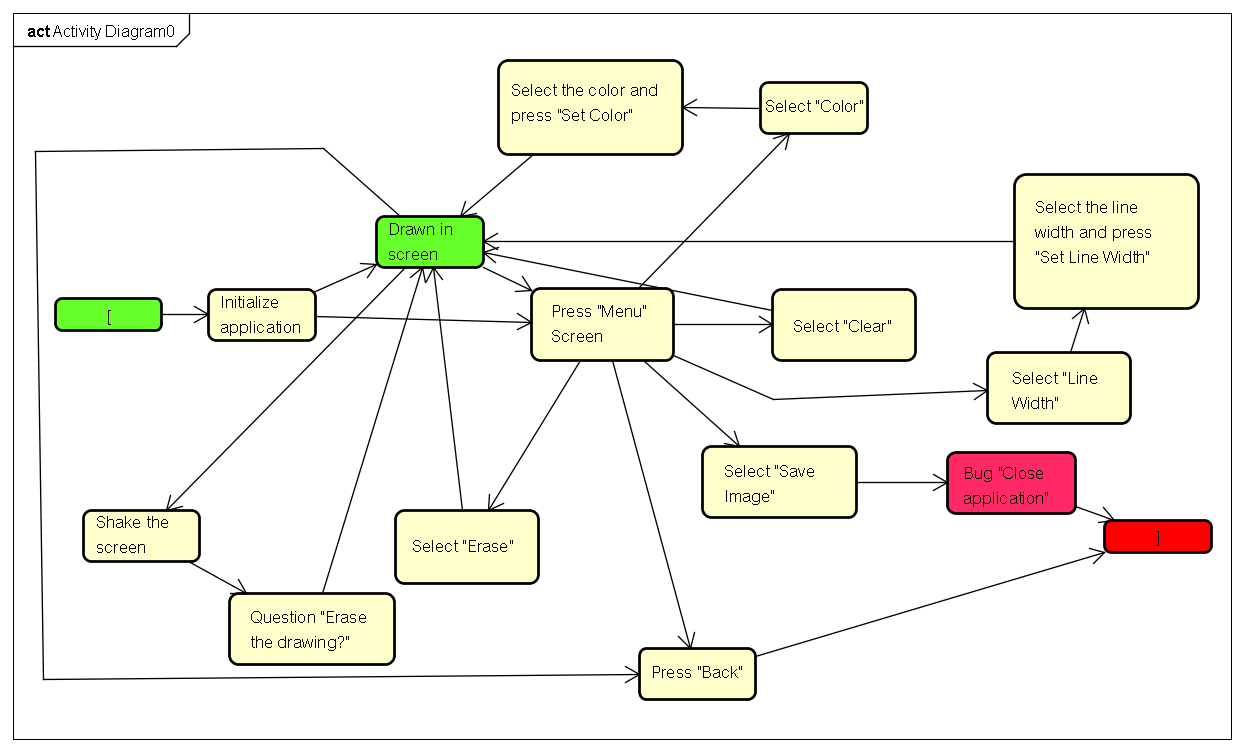 act Activity Diagram0
Select the color and
press "Set Color"
Select "Color"
Select the line
width and press
"Set Line Width"
Drawn in
screen
[
Initialize
application
Press "Menu"
Screen
Select "Clear"
Select "Line
Width"
Select "Save
Image"
Bug "Close
application"
]
Shake the
screen
Select "Erase"
Question "Erase
the drawing?"
Press "Back"